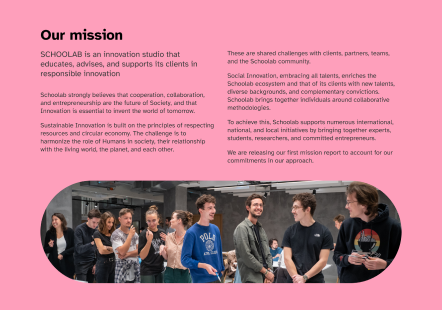 Our mission
SCHOOLAB is an innovation studio that
educates, advises, and supports its clients in
responsible innovation
Schoolab strongly believes that cooperation, collaboration,
and entrepreneurship are the future of Society, and that
Innovation is essential to invent the world of tomorrow.
Sustainable Innovation is built on the principles of respecting
resources and circular economy. The challenge is to
harmonize the role of Humans in society, their relationship
with the living world, the planet, and each other.
These are shared challenges with clients, partners, teams,
and the Schoolab community.
Social Innovation, embracing all talents, enriches the
Schoolab ecosystem and that of its clients with new talents,
diverse backgrounds, and complementary convictions.
Schoolab brings together individuals around collaborative
methodologies.
To achieve this, Schoolab supports numerous international,
national, and local initiatives by bringing together experts,
students, researchers, and committed entrepreneurs.
We are releasing our first mission report to account for our
commitments in our approach.
POLO